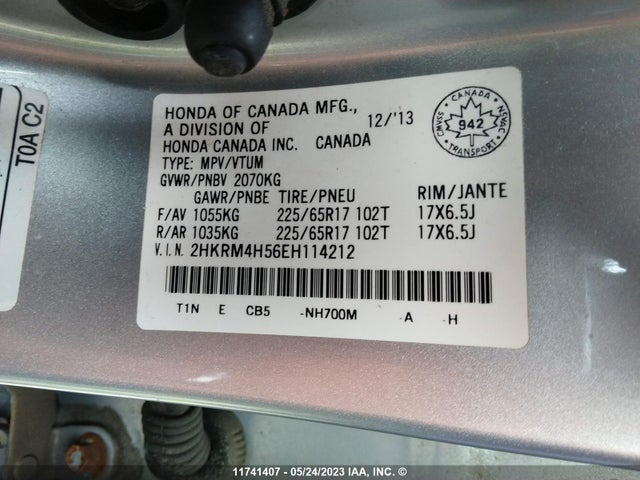 T0A C2
HONDA OF CANADA MFG.,
A DIVISION OF 12/'13
HONDA CANADA INC. CANADA
TYPE: MPV/VTUM
GVWR/PNBV 2070KG
GAWR/PNBE TIRE/PNEU RIM/JANTE
F/AV 1055KG 225/65R17 102T 17X6.5J
R/AR 1035KG 225/65R17 102T 17X6.5J
V.I.N. 2HKRM4H56EH114212
T1N E CB5 -NH700M -A -H
CANADA
CMVSS 942 NSVAC
TRANSPORT
11741407 - 05/24/2023 - IAA, INC. ©